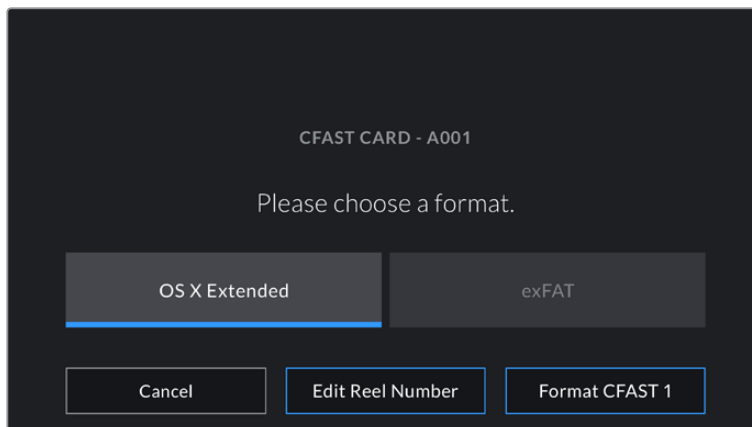 CFAST CARD - A001
Please choose a format.
OS X Extended
exFAT
Cancel
Edit Reel Number
Format CFAST 1